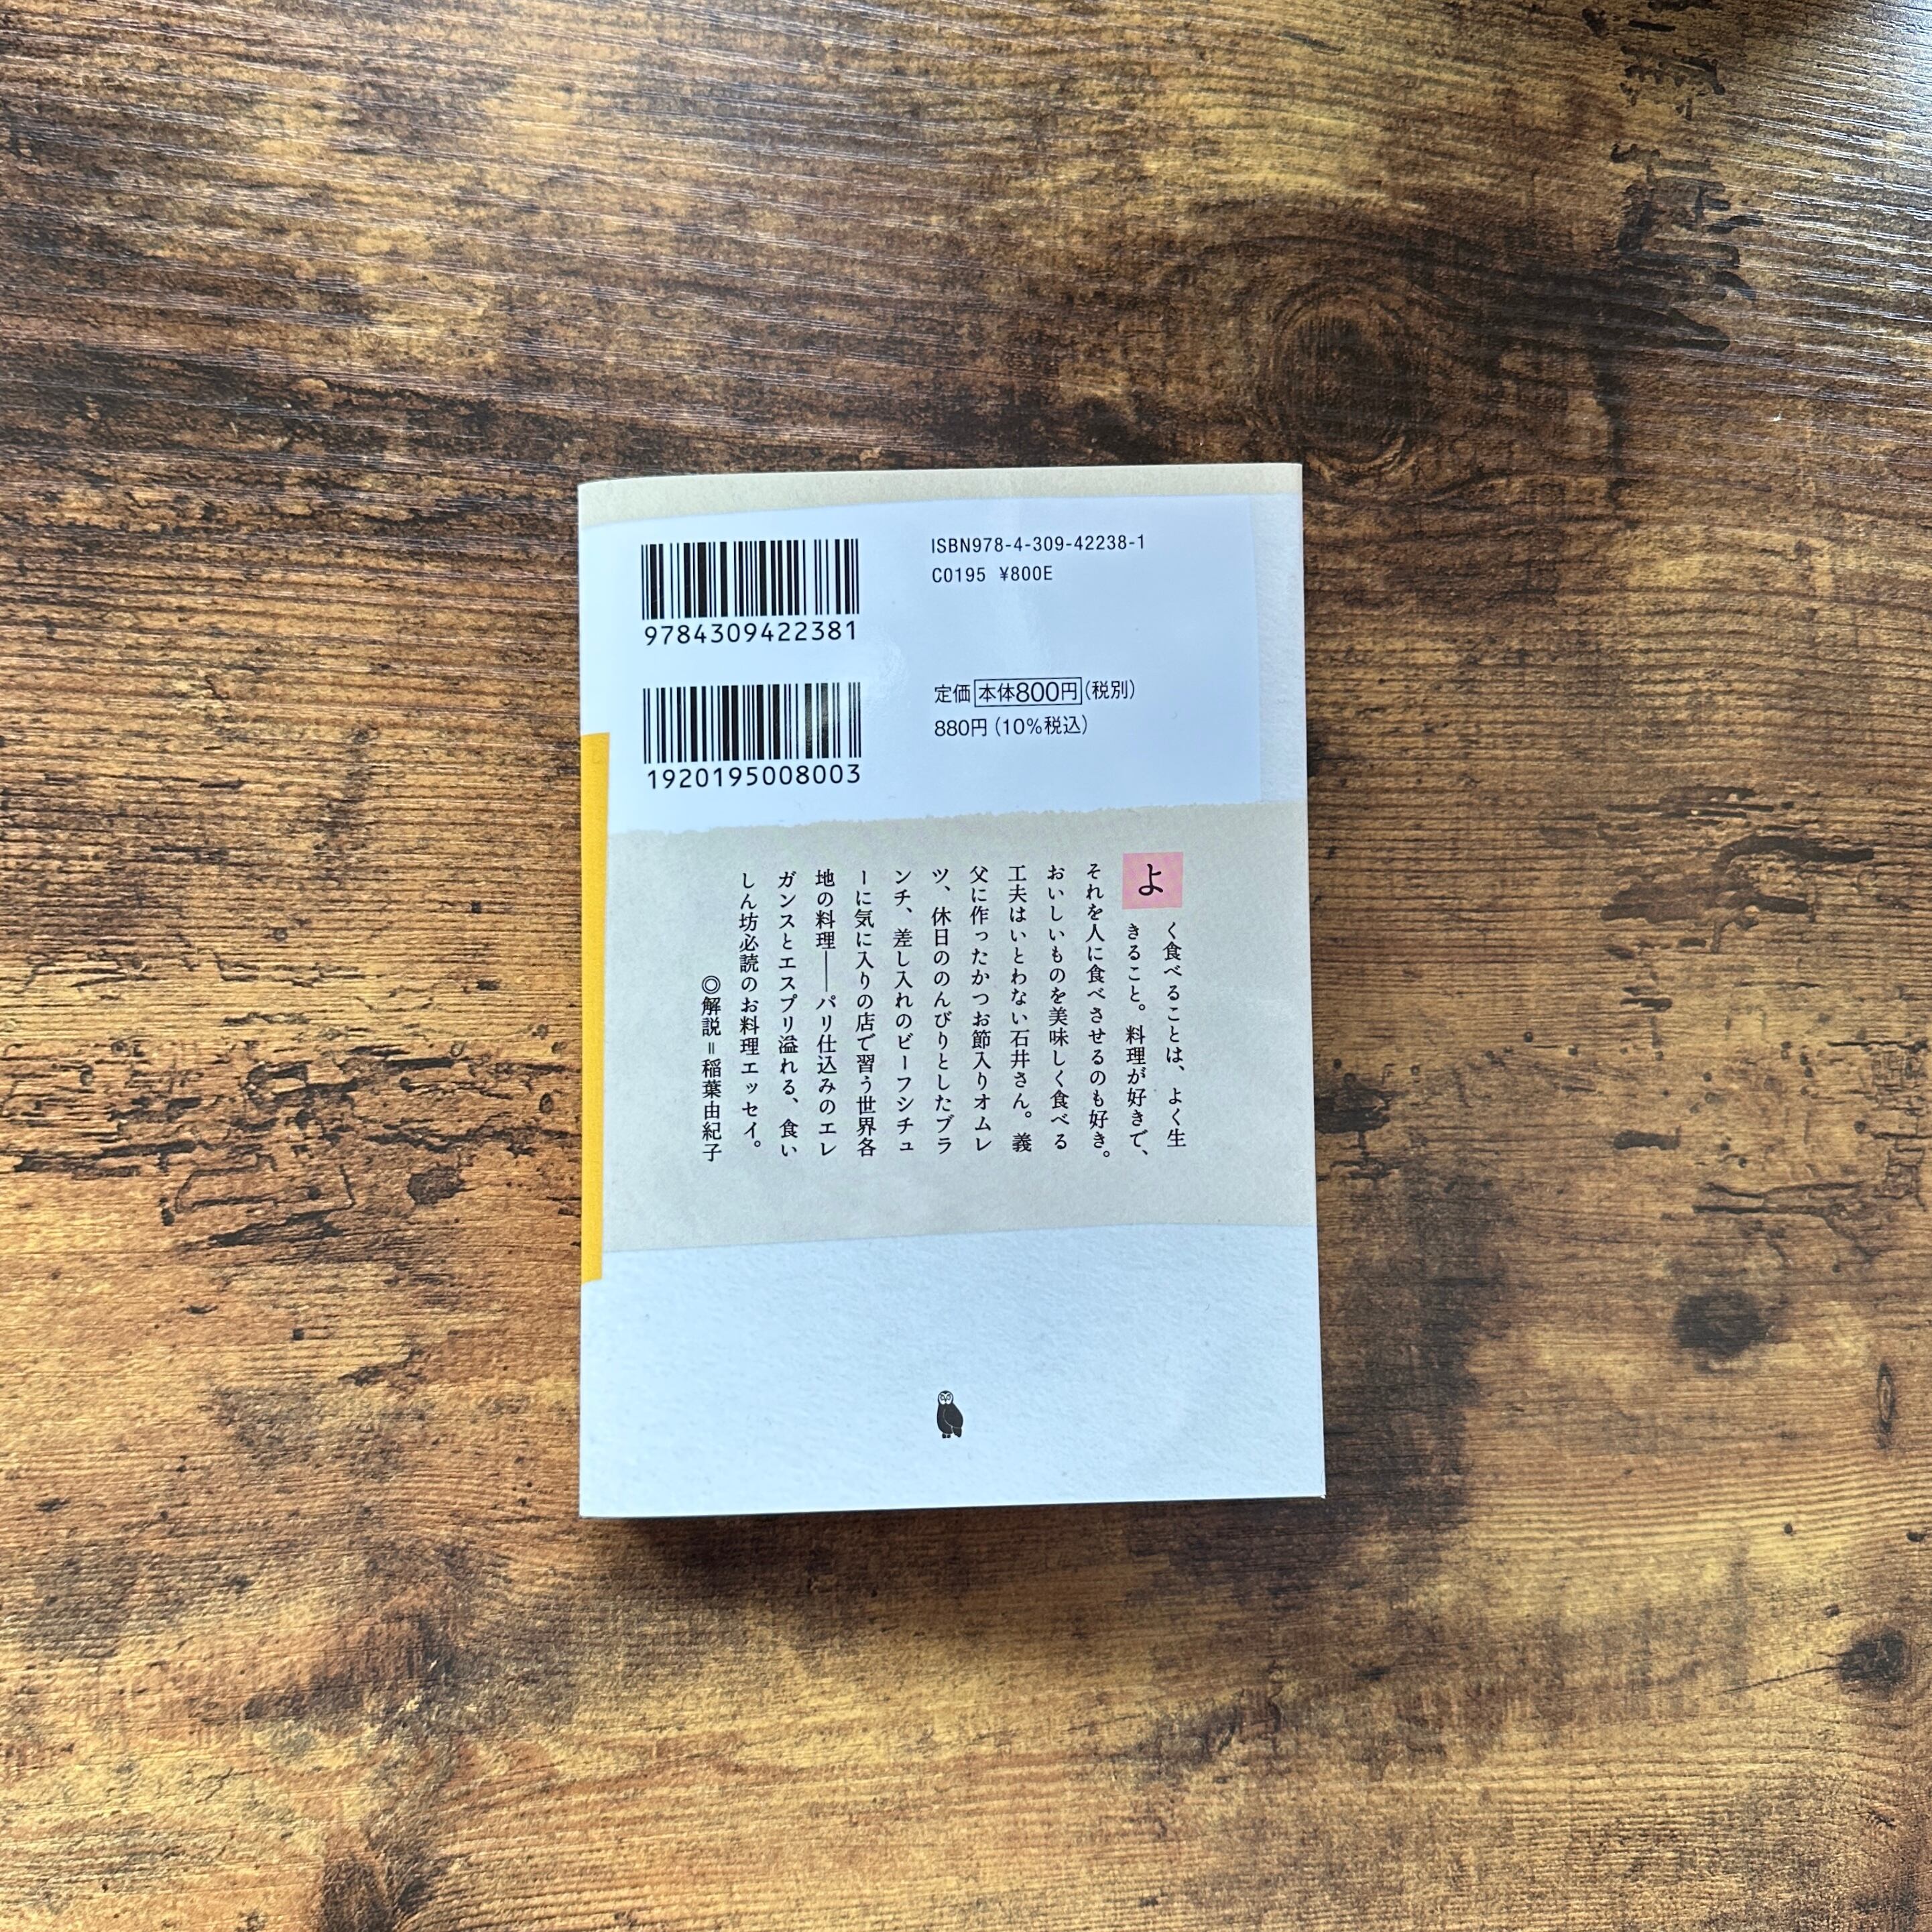 9784309422381
ISBN978-4-309-42238-1
C0195 ¥800E
1920195008003
定価 本体800円(税別)
880円(10%税込)
よく食べることは、よく生
きること。料理が好きで、
それを人に食べさせるのも好き。
おいしいものを美味しく食べる
工夫はいとわない石井さん。義
父に作ったかつお節入りオムレ
ツ、休日ののんびりとしたブラ
ンチ、差し入れのビーフシチュ
ーに気に入りの店で習う世界各
地の料理――パリ仕込みのエレ
ガンスとエスプリ溢れる、食い
しん坊必読のお料理エッセイ。
◎解説=稲葉由紀子